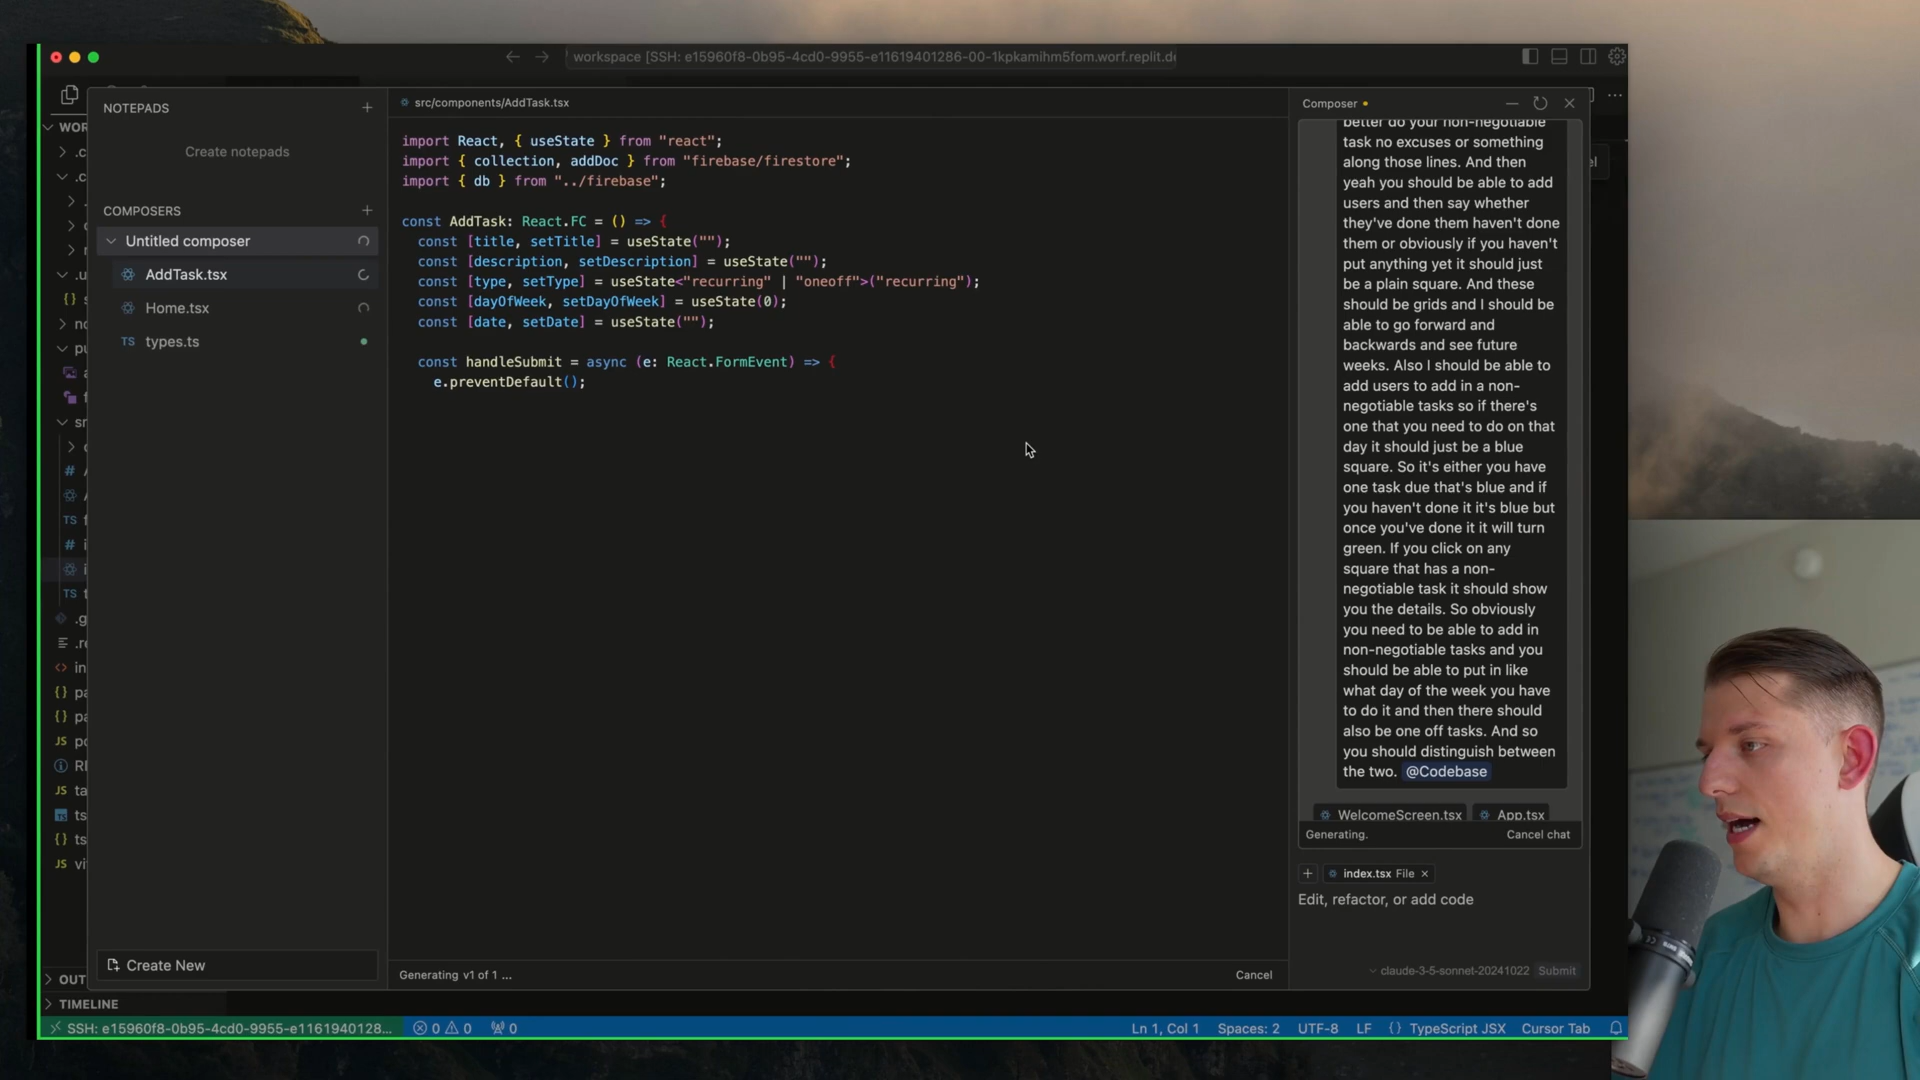 workspace [SSH: e15960f8-0b95-4cd0-9955-e11619401286-00-1kpkamihm5fom.worf.replit.de
NOTEPADS
Create notepads
COMPOSERS
Untitled composer
AddTask.tsx
Home.tsx
TS types.ts
Create New
WOR
OUT
TIMELINE
src/components/AddTask.tsx
import React, { useState } from "react";
import { collection, addDoc } from "firebase/firestore";
import { db } from "../firebase";
const AddTask: React.FC = () => {
const [title, setTitle] = useState("");
const [description, setDescription] = useState("");
const [type, setType] = useState<"recurring" | "oneoff">("recurring");
const [dayOfWeek, setDayOfWeek] = useState(0);
const [date, setDate] = useState("");
const handleSubmit = async (e: React.FormEvent) => {
e.preventDefault();
Generating v1 of 1 ...
Cancel
Composer
better do your non-negotiable
task no excuses or something
along those lines. And then
yeah you should be able to add
users and then say whether
they've done them haven't done
them or obviously if you haven't
put anything yet it should just
be a plain square. And these
should be grids and I should be
able to go forward and
backwards and see future
weeks. Also I should be able to
add users to add in a non-
negotiable tasks so if there's
one that you need to do on that
day it should just be a blue
square. So it's either you have
one task due that's blue and if
you haven't done it it's blue but
once you've done it it will turn
green. If you click on any
square that has a non-
negotiable task it should show
you the details. So obviously
you need to be able to add in
non-negotiable tasks and you
should be able to put in like
what day of the week you have
to do it and then there should
also be one off tasks. And so
you should distinguish between
the two. @Codebase
WelcomeScreen.tsx App.tsx
Generating. Cancel chat
+ index.tsx File ×
Edit, refactor, or add code
claude-3-5-sonnet-20241022 Submit
SSH: e15960f8-0b95-4cd0-9955-e1161940128... 0 0 0
Ln 1, Col 1 Spaces: 2 UTF-8 LF {} TypeScript JSX Cursor Tab